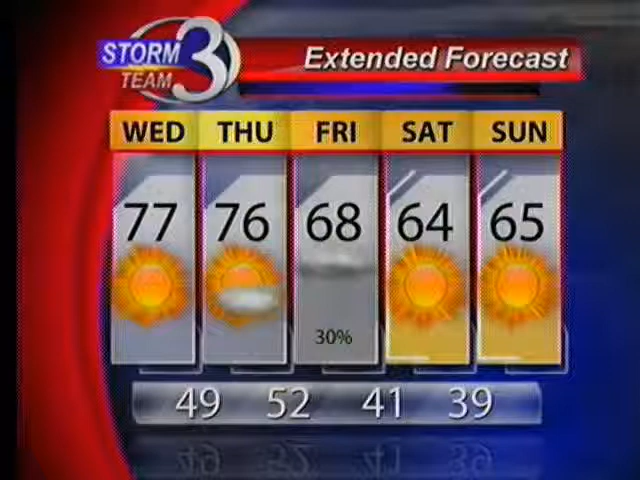 STORM
TEAM
3
Extended Forecast
WED THU FRI SAT SUN
77 76 68 64 65
30%
49 52 41 39